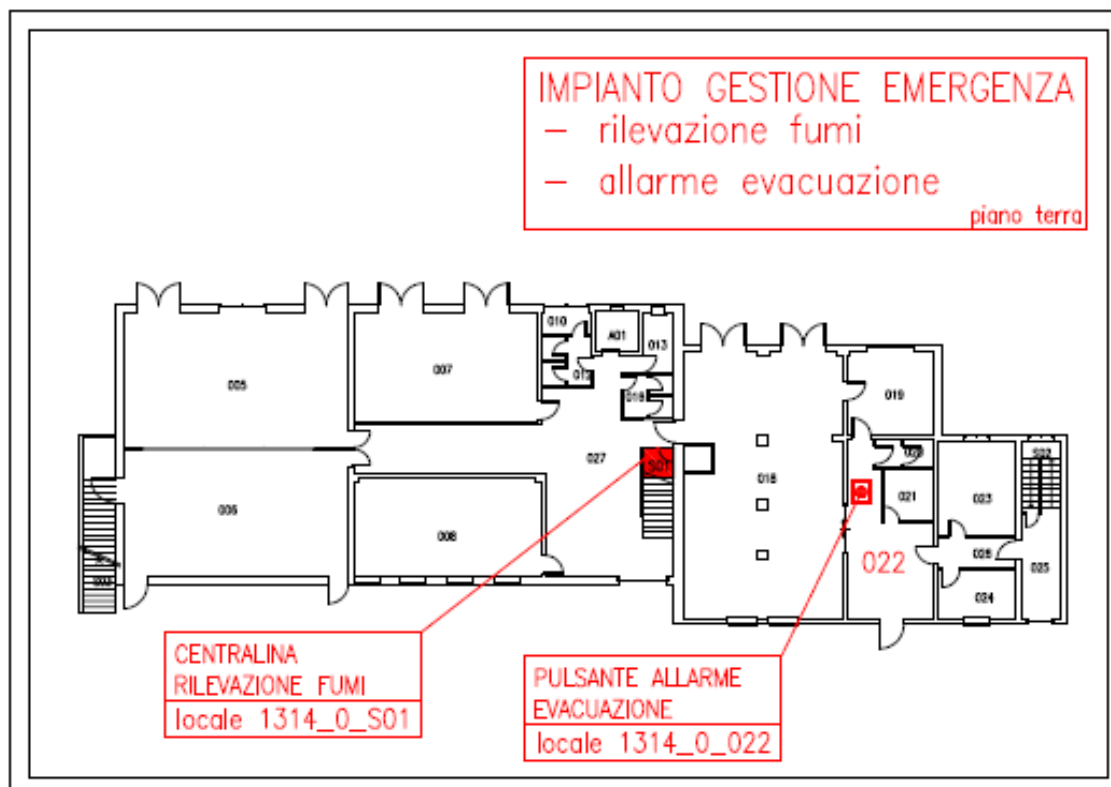 IMPIANTO GESTIONE EMERGENZA
– rilevazione fumi
– allarme evacuazione
piano terra
010
A01
013
005
007
012
016
019
027
S01
018
020
S02
021
023
006
008
022
026
025
024
CENTRALINA
RILEVAZIONE FUMI
locale 1314_0_S01
PULSANTE ALLARME
EVACUAZIONE
locale 1314_0_022